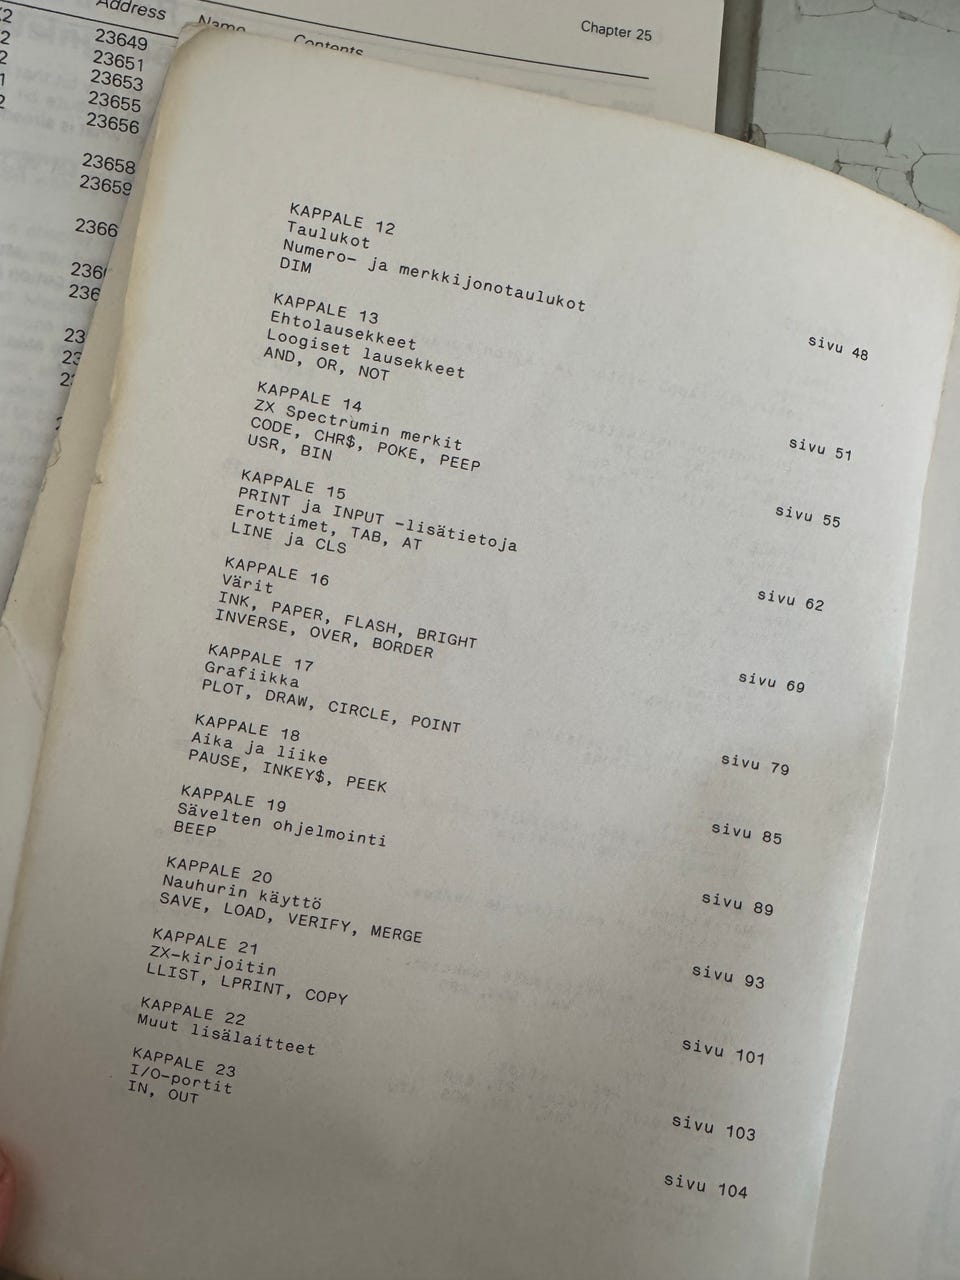 Chapter 25
Address Name Contents
23649
23651
23653
23655
23656
23658
23659
KAPPALE 12
Taulukot
Numero- ja merkkijonotaulukot
DIM sivu 48
KAPPALE 13
Ehtolausekkeet
Loogiset lausekkeet
AND, OR, NOT sivu 51
KAPPALE 14
ZX Spectrumin merkit
CODE, CHR$, POKE, PEEP
USR, BIN sivu 55
KAPPALE 15
PRINT ja INPUT -lisätietoja
Erottimet, TAB, AT
LINE ja CLS sivu 62
KAPPALE 16
Värit
INK, PAPER, FLASH, BRIGHT
INVERSE, OVER, BORDER sivu 69
KAPPALE 17
Grafiikka
PLOT, DRAW, CIRCLE, POINT sivu 79
KAPPALE 18
Aika ja liike
PAUSE, INKEY$, PEEK sivu 85
KAPPALE 19
Sävelten ohjelmointi
BEEP sivu 89
KAPPALE 20
Nauhurin käyttö
SAVE, LOAD, VERIFY, MERGE sivu 93
KAPPALE 21
ZX-kirjoitin
LLIST, LPRINT, COPY sivu 101
KAPPALE 22
Muut lisälaitteet sivu 103
KAPPALE 23
I/O-portit
IN, OUT sivu 104